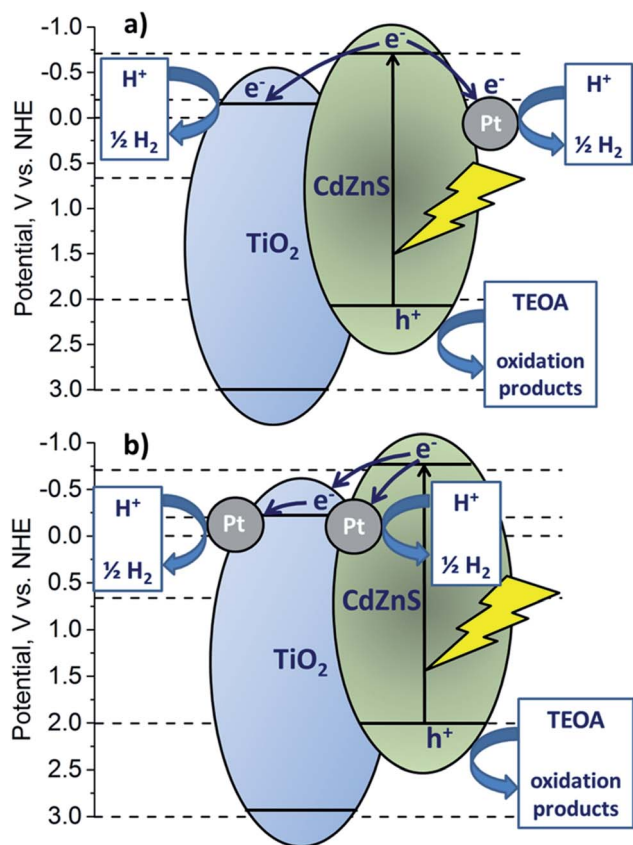 a)
Potential, V vs. NHE
-1.0
-0.5
0.0
0.5
1.0
1.5
2.0
2.5
3.0
H⁺
½ H₂
e⁻
e⁻
e⁻
Pt
H⁺
½ H₂
CdZnS
TiO₂
h⁺
TEOA
oxidation
products
b)
Potential, V vs. NHE
-1.0
-0.5
0.0
0.5
1.0
1.5
2.0
2.5
3.0
H⁺
½ H₂
Pt
e⁻
e⁻
Pt
H⁺
½ H₂
CdZnS
TiO₂
h⁺
TEOA
oxidation
products